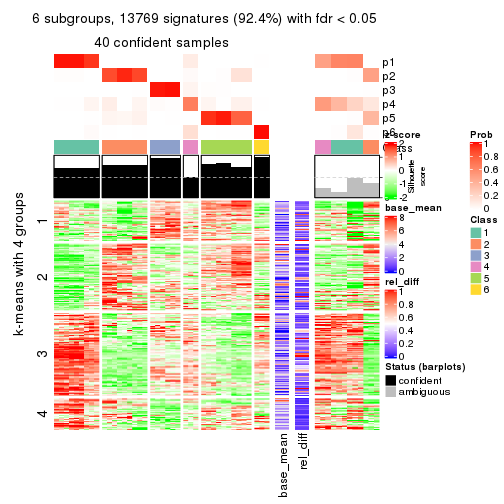 6 subgroups, 13769 signatures (92.4%) with fdr < 0.05
40 confident samples
p1
p2
p3
p4
p5
p6
Class
z-score
2
1
0
-1
-2
Silhouette
score
base_mean
8
6
4
2
0
rel_diff
1
0.8
0.6
0.4
0.2
0
Status (barplots)
confident
ambiguous
Prob
1
0.8
0.6
0.4
0.2
0
Class
1
2
3
4
5
6
k-means with 4 groups
1
2
3
4
base_mean
rel_diff